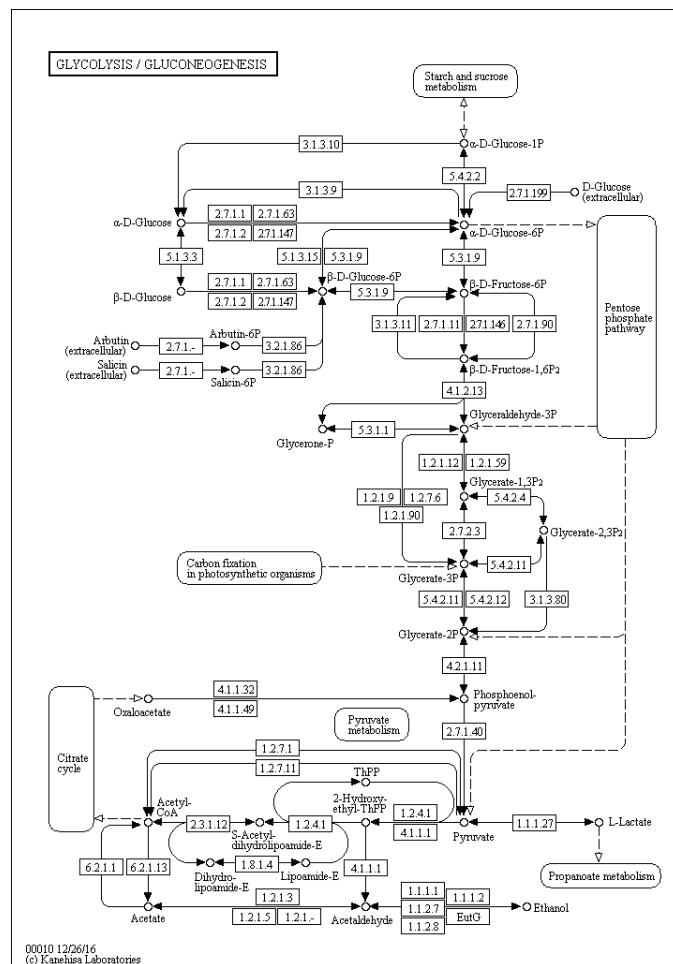 GLYCOLYSIS / GLUCONEOGENESIS
Starch and sucrose
metabolism
3.1.3.10
α-D-Glucose-1P
5.4.2.2
3.1.3.9
2.7.1.199
D-Glucose
(extracellular)
α-D-Glucose
2.7.1.1
2.7.1.63
2.7.1.2
2.7.1.147
α-D-Glucose-6P
5.1.3.3
5.1.3.15
5.3.1.9
5.3.1.9
β-D-Glucose
2.7.1.1
2.7.1.63
2.7.1.2
2.7.1.147
β-D-Glucose-6P
5.3.1.9
β-D-Fructose-6P
Pentose
phosphate
pathway
Arbutin
(extracellular)
2.7.1.-
Arbutin-6P
3.2.1.86
3.1.3.11
2.7.1.11
2.7.1.146
2.7.1.90
Salicin
(extracellular)
2.7.1.-
Salicin-6P
3.2.1.86
β-D-Fructose-1,6P2
4.1.2.13
Glyceraldehyde-3P
Glycerone-P
5.3.1.1
1.2.1.12
1.2.1.59
Glycerate-1,3P2
1.2.1.9
1.2.7.6
1.2.1.90
5.4.2.4
2.7.2.3
Glycerate-2,3P2
Carbon fixation
in photosynthetic organisms
5.4.2.11
Glycerate-3P
5.4.2.11
5.4.2.12
3.1.3.80
Glycerate-2P
4.2.1.11
Oxaloacetate
4.1.1.32
4.1.1.49
Phosphoenol-
pyruvate
Pyruvate
metabolism
2.7.1.40
Citrate
cycle
1.2.7.1
1.2.7.11
ThPP
Acetyl-
CoA
2.3.1.12
S-Acetyl-
dihydrolipoamide-E
1.2.4.1
2-Hydroxy-
ethyl-ThPP
1.2.4.1
4.1.1.1
Pyruvate
1.1.1.27
L-Lactate
6.2.1.1
6.2.1.13
Dihydro-
lipoamide-E
1.8.1.4
Lipoamide-E
4.1.1.1
Propanoate metabolism
Acetate
1.2.1.3
1.2.1.5
1.2.1.-
Acetaldehyde
1.1.1.1
1.1.1.2
1.1.2.7
EutG
1.1.2.8
Ethanol
00010 12/26/16
(c) Kanehisa Laboratories